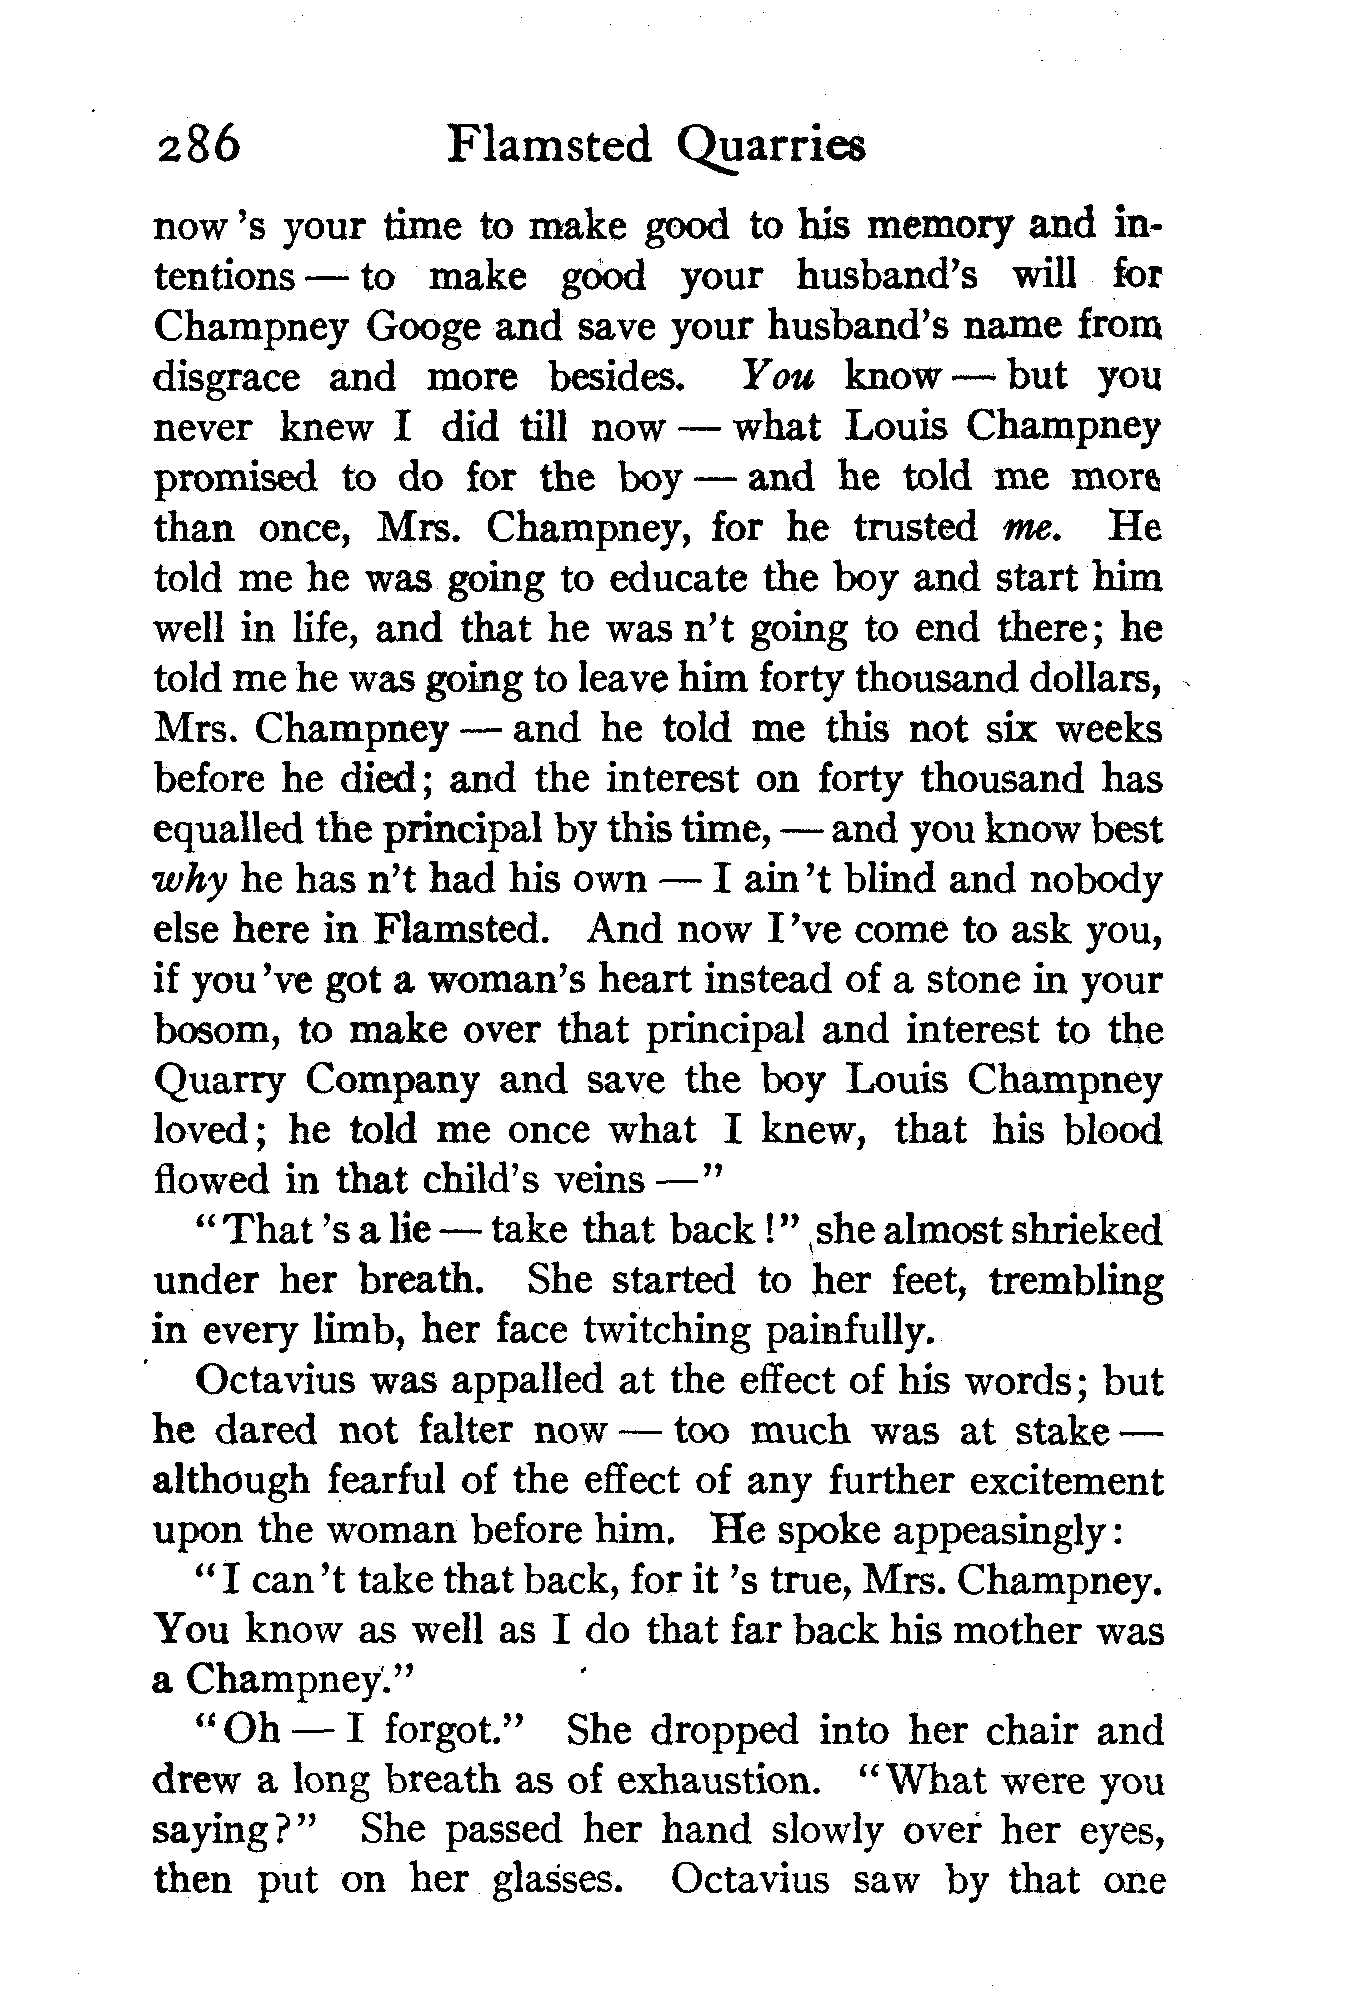 286 Flamsted Quarries
now 's your time to make good to his memory and in-
tentions — to make good your husband's will for
Champney Googe and save your husband's name from
disgrace and more besides. You know — but you
never knew I did till now — what Louis Champney
promised to do for the boy — and he told me more
than once, Mrs. Champney, for he trusted me. He
told me he was going to educate the boy and start him
well in life, and that he was n't going to end there; he
told me he was going to leave him forty thousand dollars,
Mrs. Champney — and he told me this not six weeks
before he died; and the interest on forty thousand has
equalled the principal by this time, — and you know best
why he has n't had his own — I ain 't blind and nobody
else here in Flamsted. And now I 've come to ask you,
if you 've got a woman's heart instead of a stone in your
bosom, to make over that principal and interest to the
Quarry Company and save the boy Louis Champney
loved; he told me once what I knew, that his blood
flowed in that child's veins —"
"That 's a lie — take that back!" she almost shrieked
under her breath. She started to her feet, trembling
in every limb, her face twitching painfully.
Octavius was appalled at the effect of his words; but
he dared not falter now — too much was at stake —
although fearful of the effect of any further excitement
upon the woman before him. He spoke appeasingly:
"I can 't take that back, for it 's true, Mrs. Champney.
You know as well as I do that far back his mother was
a Champney."
"Oh — I forgot." She dropped into her chair and
drew a long breath as of exhaustion. "What were you
saying?" She passed her hand slowly over her eyes,
then put on her glasses. Octavius saw by that one